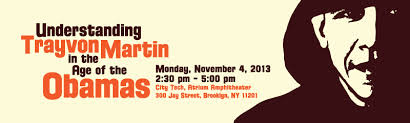 Understanding
Trayvon Martin
in the
Age of the
Obamas
Monday, November 4, 2013
2:30 pm - 5:00 pm
City Tech, Atrium Amphitheater
300 Jay Street, Brooklyn, NY 11201